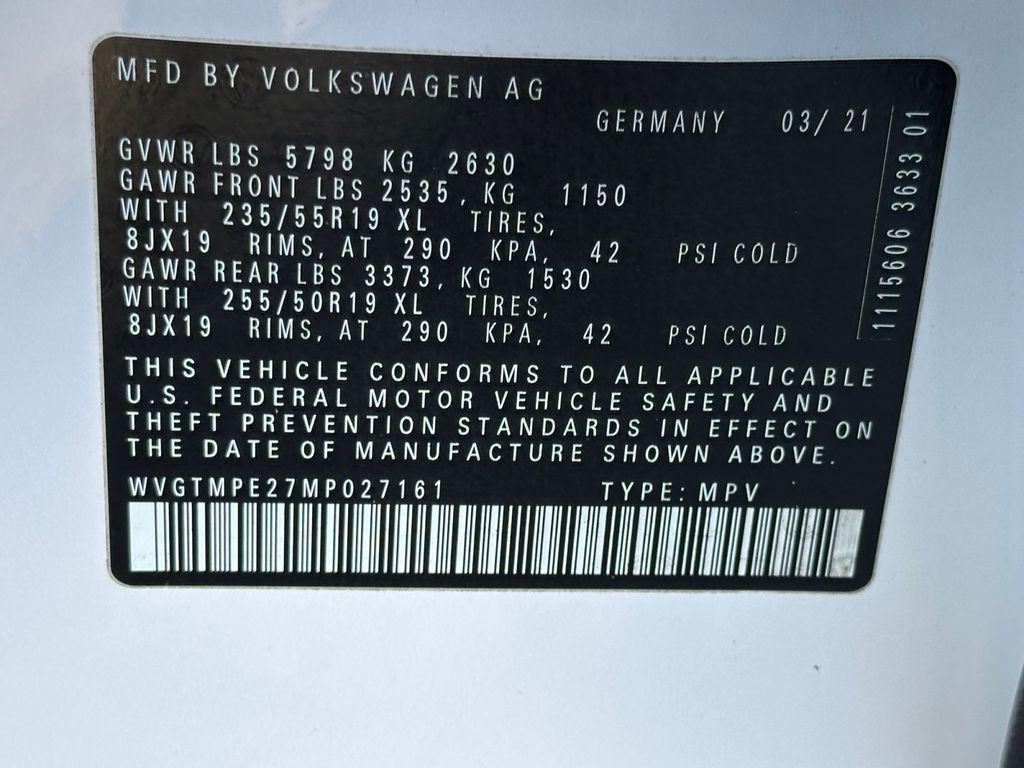 MFD BY VOLKSWAGEN AG
GERMANY 03/ 21
GVWR LBS 5798 KG 2630
GAWR FRONT LBS 2535, KG 1150
WITH 235/55R19 XL TIRES,
8JX19 RIMS, AT 290 KPA, 42 PSI COLD
GAWR REAR LBS 3373, KG 1530
WITH 255/50R19 XL TIRES,
8JX19 RIMS, AT 290 KPA, 42 PSI COLD
THIS VEHICLE CONFORMS TO ALL APPLICABLE
U.S. FEDERAL MOTOR VEHICLE SAFETY AND
THEFT PREVENTION STANDARDS IN EFFECT ON
THE DATE OF MANUFACTURE SHOWN ABOVE.
WVGTMPE27MP027161 TYPE: MPV
1115606 3633 01